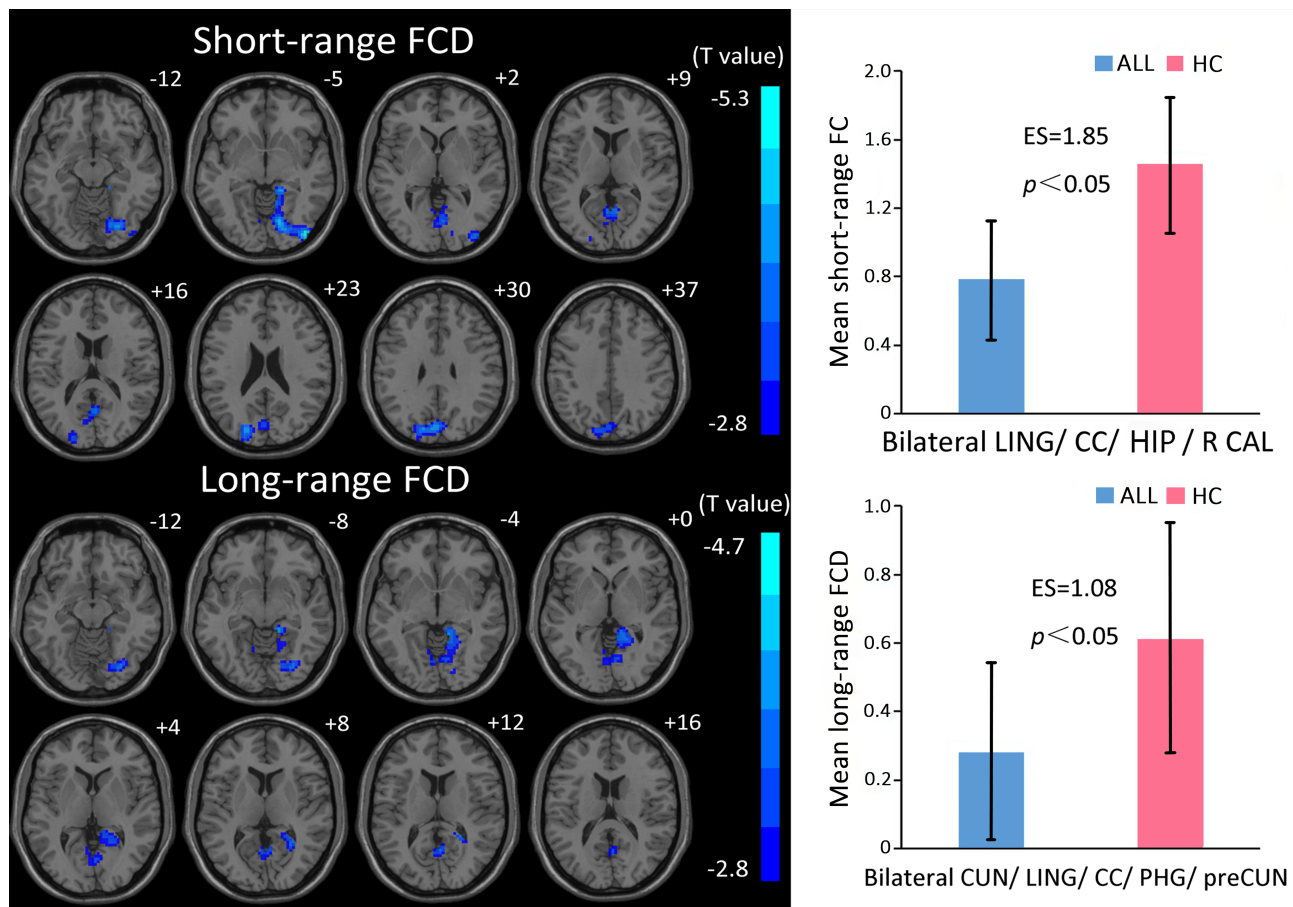 Short-range FCD
(T value)
-12 -5 +2 +9
-5.3
+16 +23 +30 +37
-2.8
Long-range FCD
(T value)
-12 -8 -4 +0
-4.7
+4 +8 +12 +16
-2.8
ALL HC
2.0
1.6
1.2
0.8
0.4
0
Mean short-range FC
ES=1.85
p<0.05
Bilateral LING/ CC/ HIP / R CAL
ALL HC
1.0
0.8
0.6
0.4
0.2
0
Mean long-range FCD
ES=1.08
p<0.05
Bilateral CUN/ LING/ CC/ PHG/ preCUN